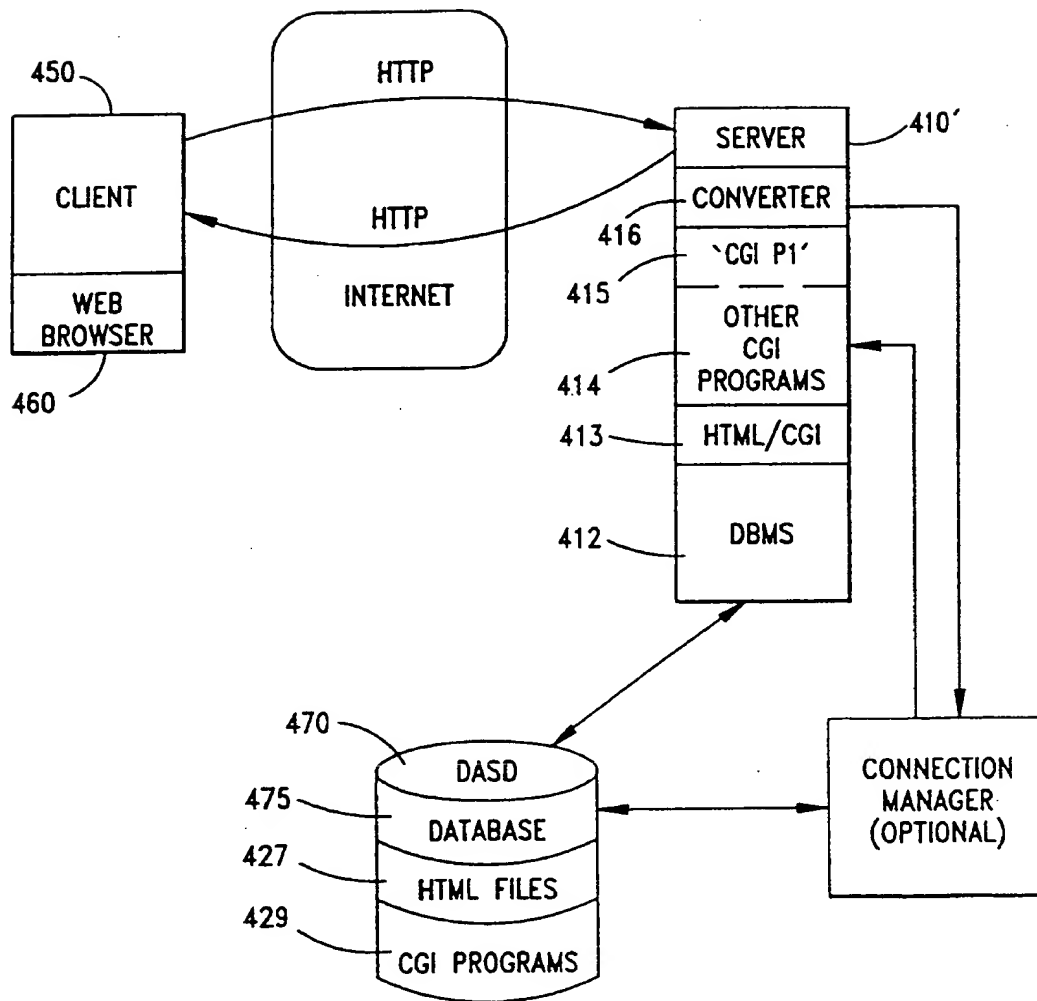 450
CLIENT
WEB
BROWSER
460
HTTP
HTTP
INTERNET
SERVER
410′
CONVERTER
416
`CGI P1′
415
OTHER
CGI
PROGRAMS
414
413
HTML/CGI
412
DBMS
470
DASD
475
DATABASE
427
HTML FILES
429
CGI PROGRAMS
CONNECTION
MANAGER
(OPTIONAL)